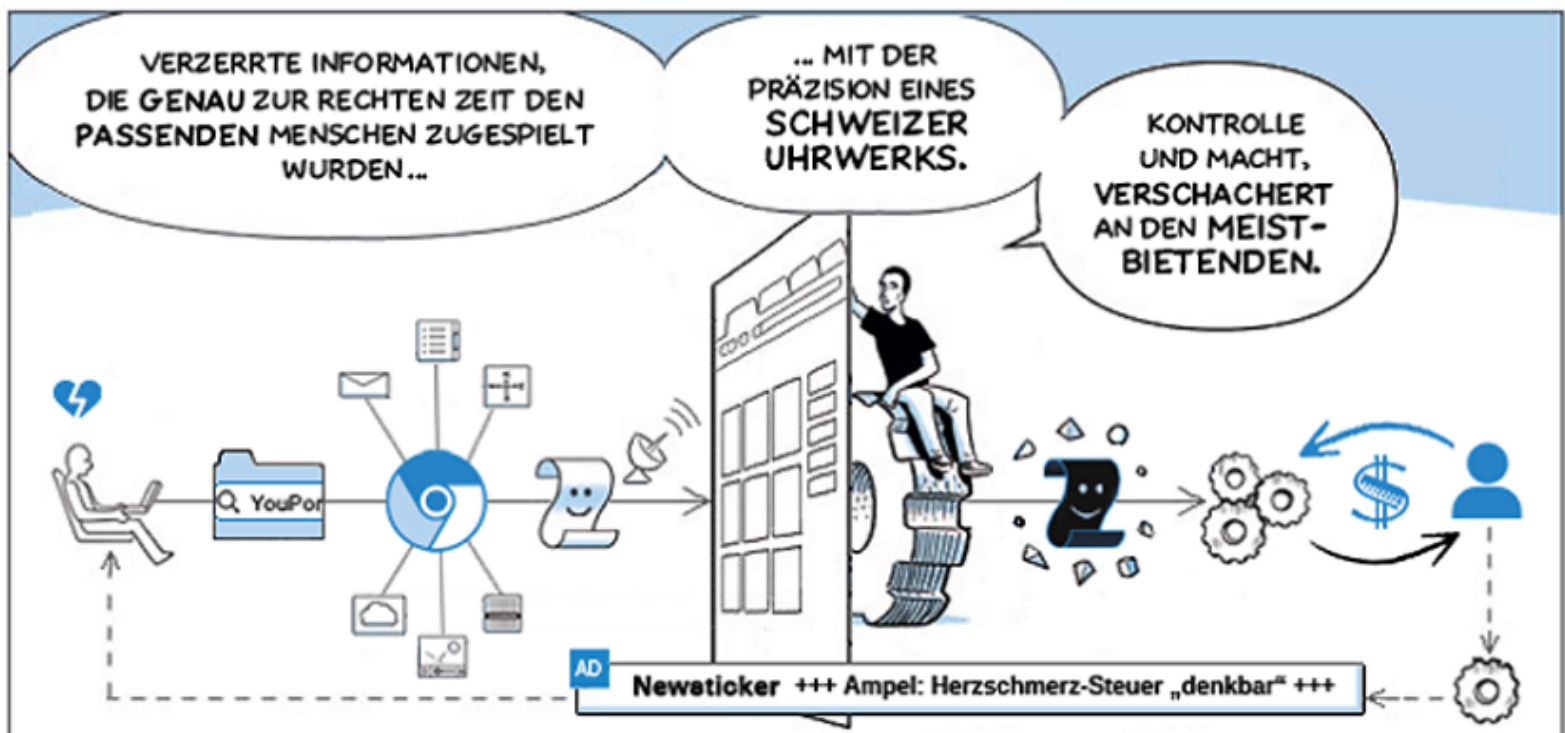 VERZERRTE INFORMATIONEN,
DIE GENAU ZUR RECHTEN ZEIT DEN
PASSENDEN MENSCHEN ZUGESPIELT
WURDEN...
... MIT DER
PRÄZISION EINES
SCHWEIZER
UHRWERKS.
KONTROLLE
UND MACHT,
VERSCHACHERT
AN DEN MEIST-
BIETENDEN.
YouPor
$
AD
Newsticker +++ Ampel: Herzschmerz-Steuer „denkbar“ +++